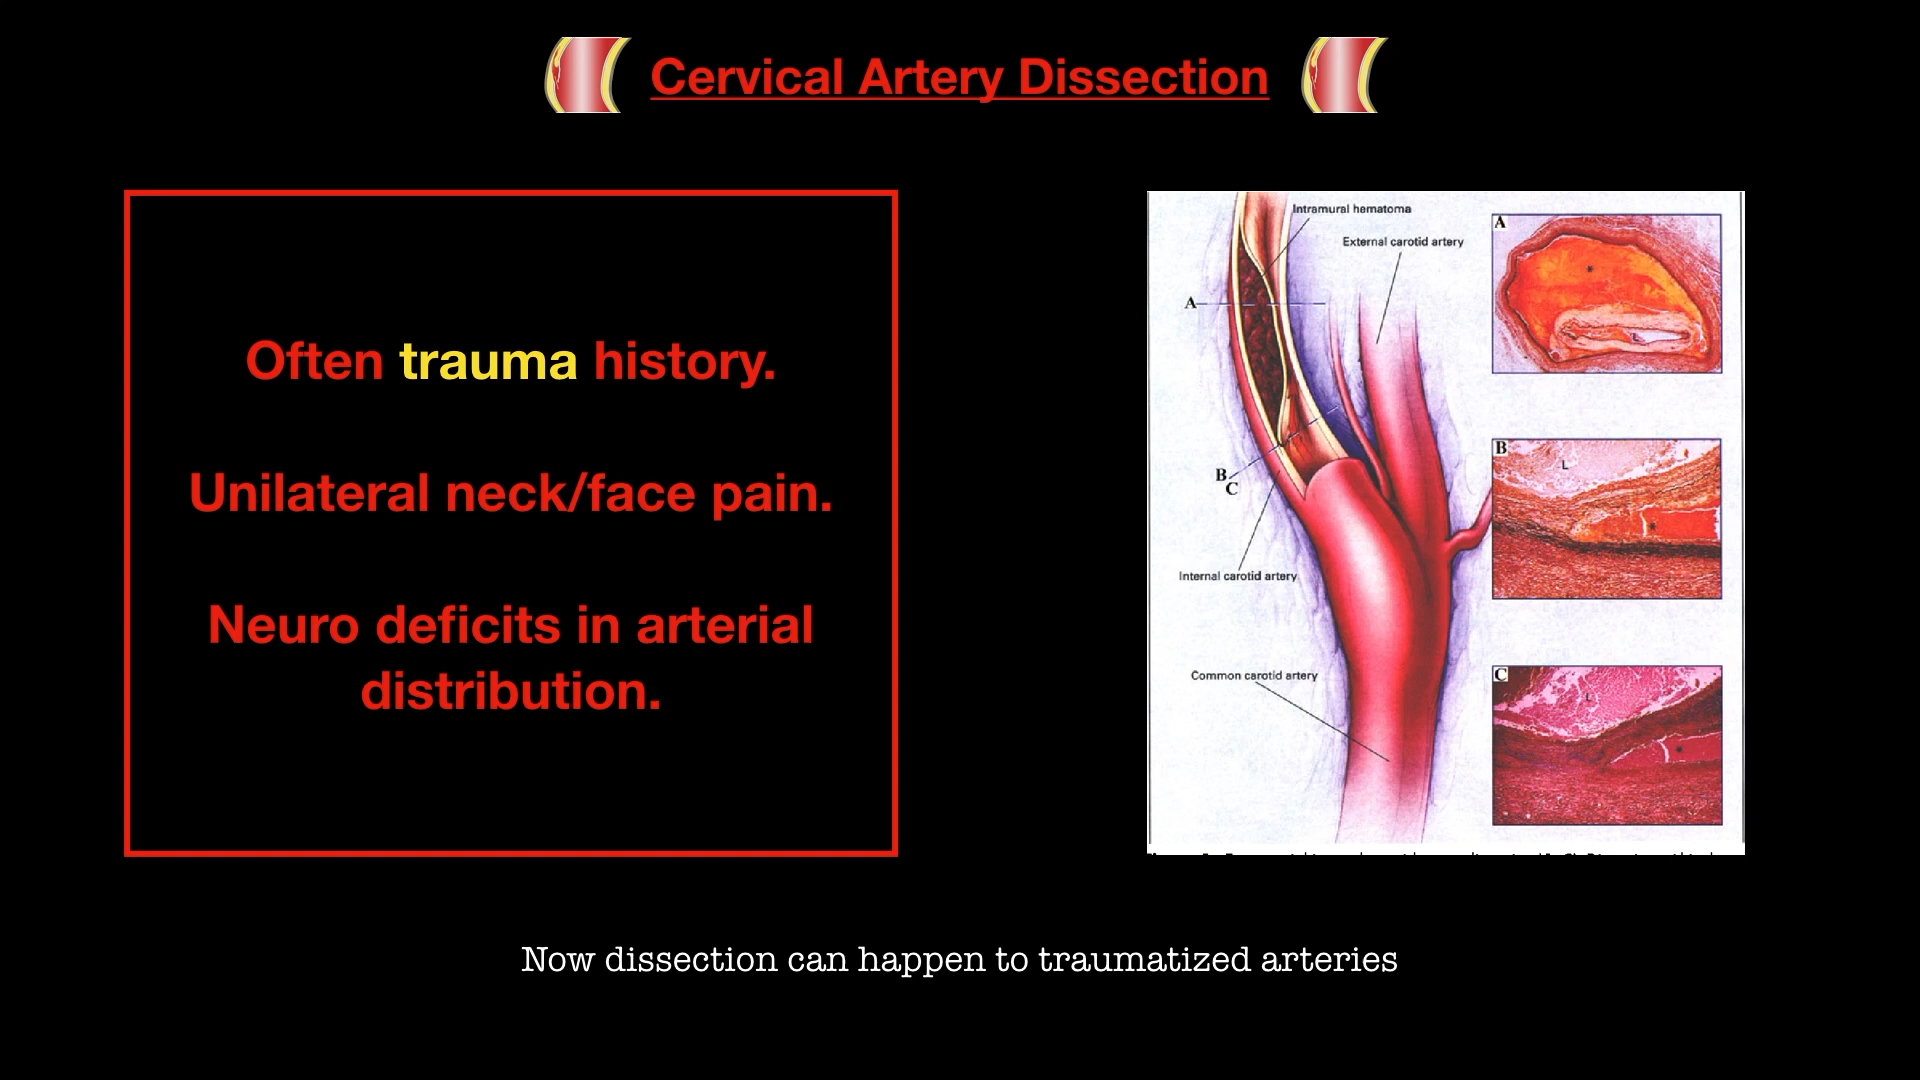 Cervical Artery Dissection
Often trauma history.
Unilateral neck/face pain.
Neuro deficits in arterial
distribution.
Intramural hematoma
External carotid artery
A
B
C
Internal carotid artery
Common carotid artery
A
B
L
C
L
Now dissection can happen to traumatized arteries